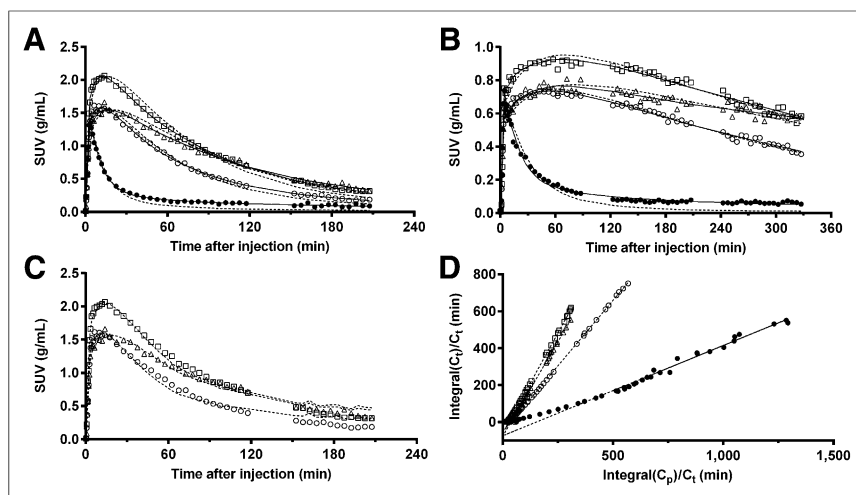 A
2.5
2.0
1.5
1.0
0.5
0.0
SUV (g/mL)
0 60 120 180 240
Time after injection (min)
B
1.0
0.8
0.6
0.4
0.2
0.0
SUV (g/mL)
0 60 120 180 240 300 360
Time after injection (min)
C
2.5
2.0
1.5
1.0
0.5
0.0
SUV (g/mL)
0 60 120 180 240
Time after injection (min)
D
800
600
400
200
0
Integral(Ct)/Ct (min)
0 500 1,000 1,500
Integral(Cp)/Ct (min)